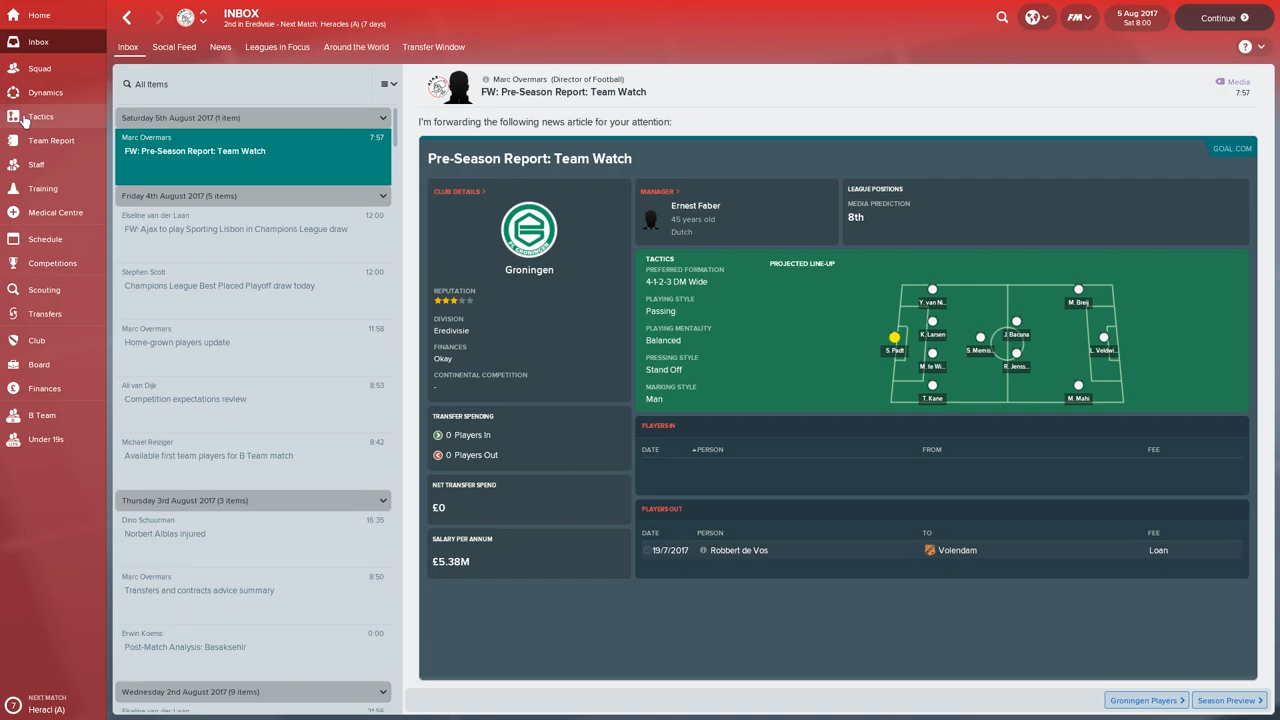 Home
Inbox
Squad
Dynamics
Tactics
Team Report
Staff
Training
Medical Centre
Schedule
Competitions
Scouting
Transfers
Club
Board
Finances
B Team
Under 19s
7
NEXT MATCH
Heracl (A)
INBOX
2nd in Eredivisie - Next Match: Heracles (A) (7 days)
FM
5 Aug 2017
Sat 8:00
Continue
Inbox
Social Feed
News
Leagues in Focus
Around the World
Transfer Window
?
All Items
Saturday 5th August 2017 (1 item)
Marc Overmars 7:57
FW: Pre-Season Report: Team Watch
Friday 4th August 2017 (5 items)
Elseline van der Laan 12:00
FW: Ajax to play Sporting Lisbon in Champions League draw
Stephen Scott 12:00
Champions League Best Placed Playoff draw today
Marc Overmars 11:58
Home-grown players update
Ali van Dijk 8:53
Competition expectations review
Michael Reiziger 8:42
Available first team players for B Team match
Thursday 3rd August 2017 (3 items)
Dino Schuurman 16:35
Norbert Alblas injured
Marc Overmars 8:50
Transfers and contracts advice summary
Erwin Koenis 0:00
Post-Match Analysis: Basaksehir
Wednesday 2nd August 2017 (9 items)
Elseline van der Laan 21:56
Marc Overmars (Director of Football)
FW: Pre-Season Report: Team Watch
Media
7:57
I'm forwarding the following news article for your attention:
Pre-Season Report: Team Watch
GOAL.COM
CLUB DETAILS >
FC GRONINGEN
Groningen
REPUTATION
DIVISION
Eredivisie
FINANCES
Okay
CONTINENTAL COMPETITION
-
TRANSFER SPENDING
0 Players In
0 Players Out
NET TRANSFER SPEND
£0
SALARY PER ANNUM
£5.38M
MANAGER >
Ernest Faber
45 years old
Dutch
LEAGUE POSITIONS
MEDIA PREDICTION
8th
TACTICS
PREFERRED FORMATION
4-1-2-3 DM Wide
PLAYING STYLE
Passing
PLAYING MENTALITY
Balanced
PRESSING STYLE
Stand Off
MARKING STYLE
Man
PROJECTED LINE-UP
Y. van Ni...
M. Breij
K. Larsen
J. Bacuna
S. Padt
S. Memis...
L. Veldwi...
M. te Wi...
R. Jenss...
T. Kane
M. Mahi
PLAYERS IN
DATE PERSON FROM FEE
PLAYERS OUT
DATE PERSON TO FEE
19/7/2017 Robbert de Vos Volendam Loan
Groningen Players >
Season Preview >